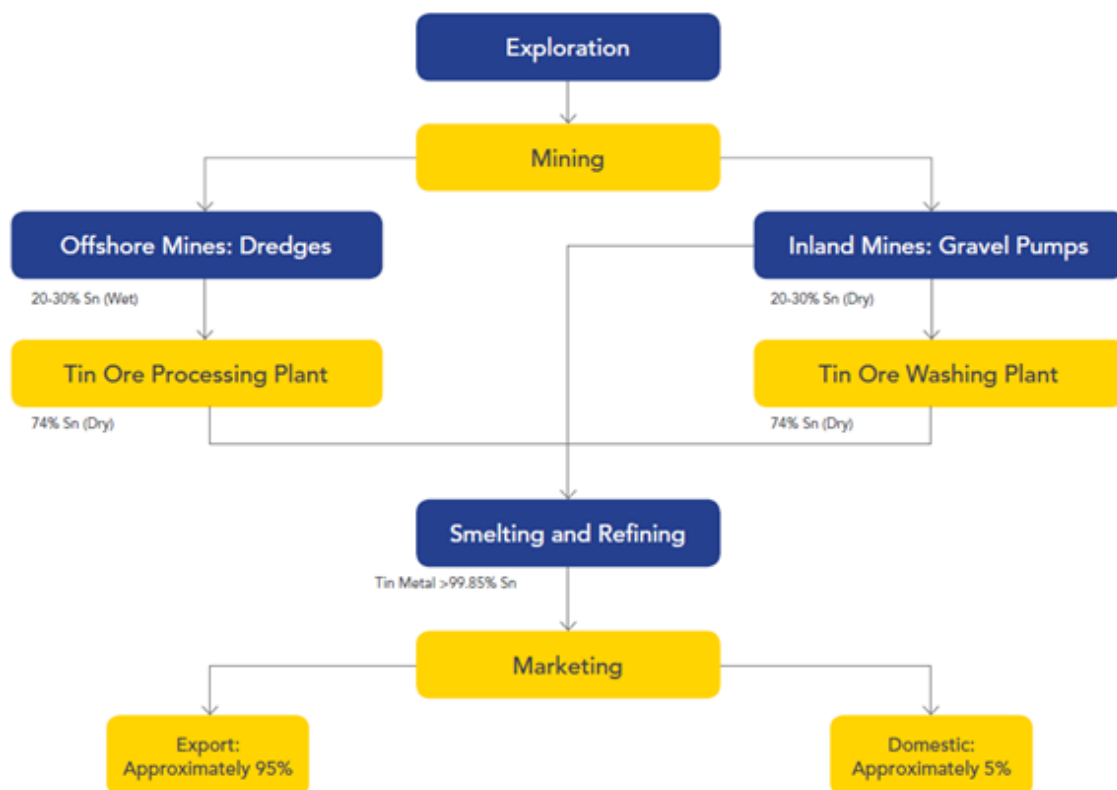 Exploration
Mining
Offshore Mines: Dredges
Inland Mines: Gravel Pumps
20-30% Sn (Wet)
20-30% Sn (Dry)
Tin Ore Processing Plant
Tin Ore Washing Plant
74% Sn (Dry)
74% Sn (Dry)
Smelting and Refining
Tin Metal >99.85% Sn
Marketing
Export:
Approximately 95%
Domestic:
Approximately 5%